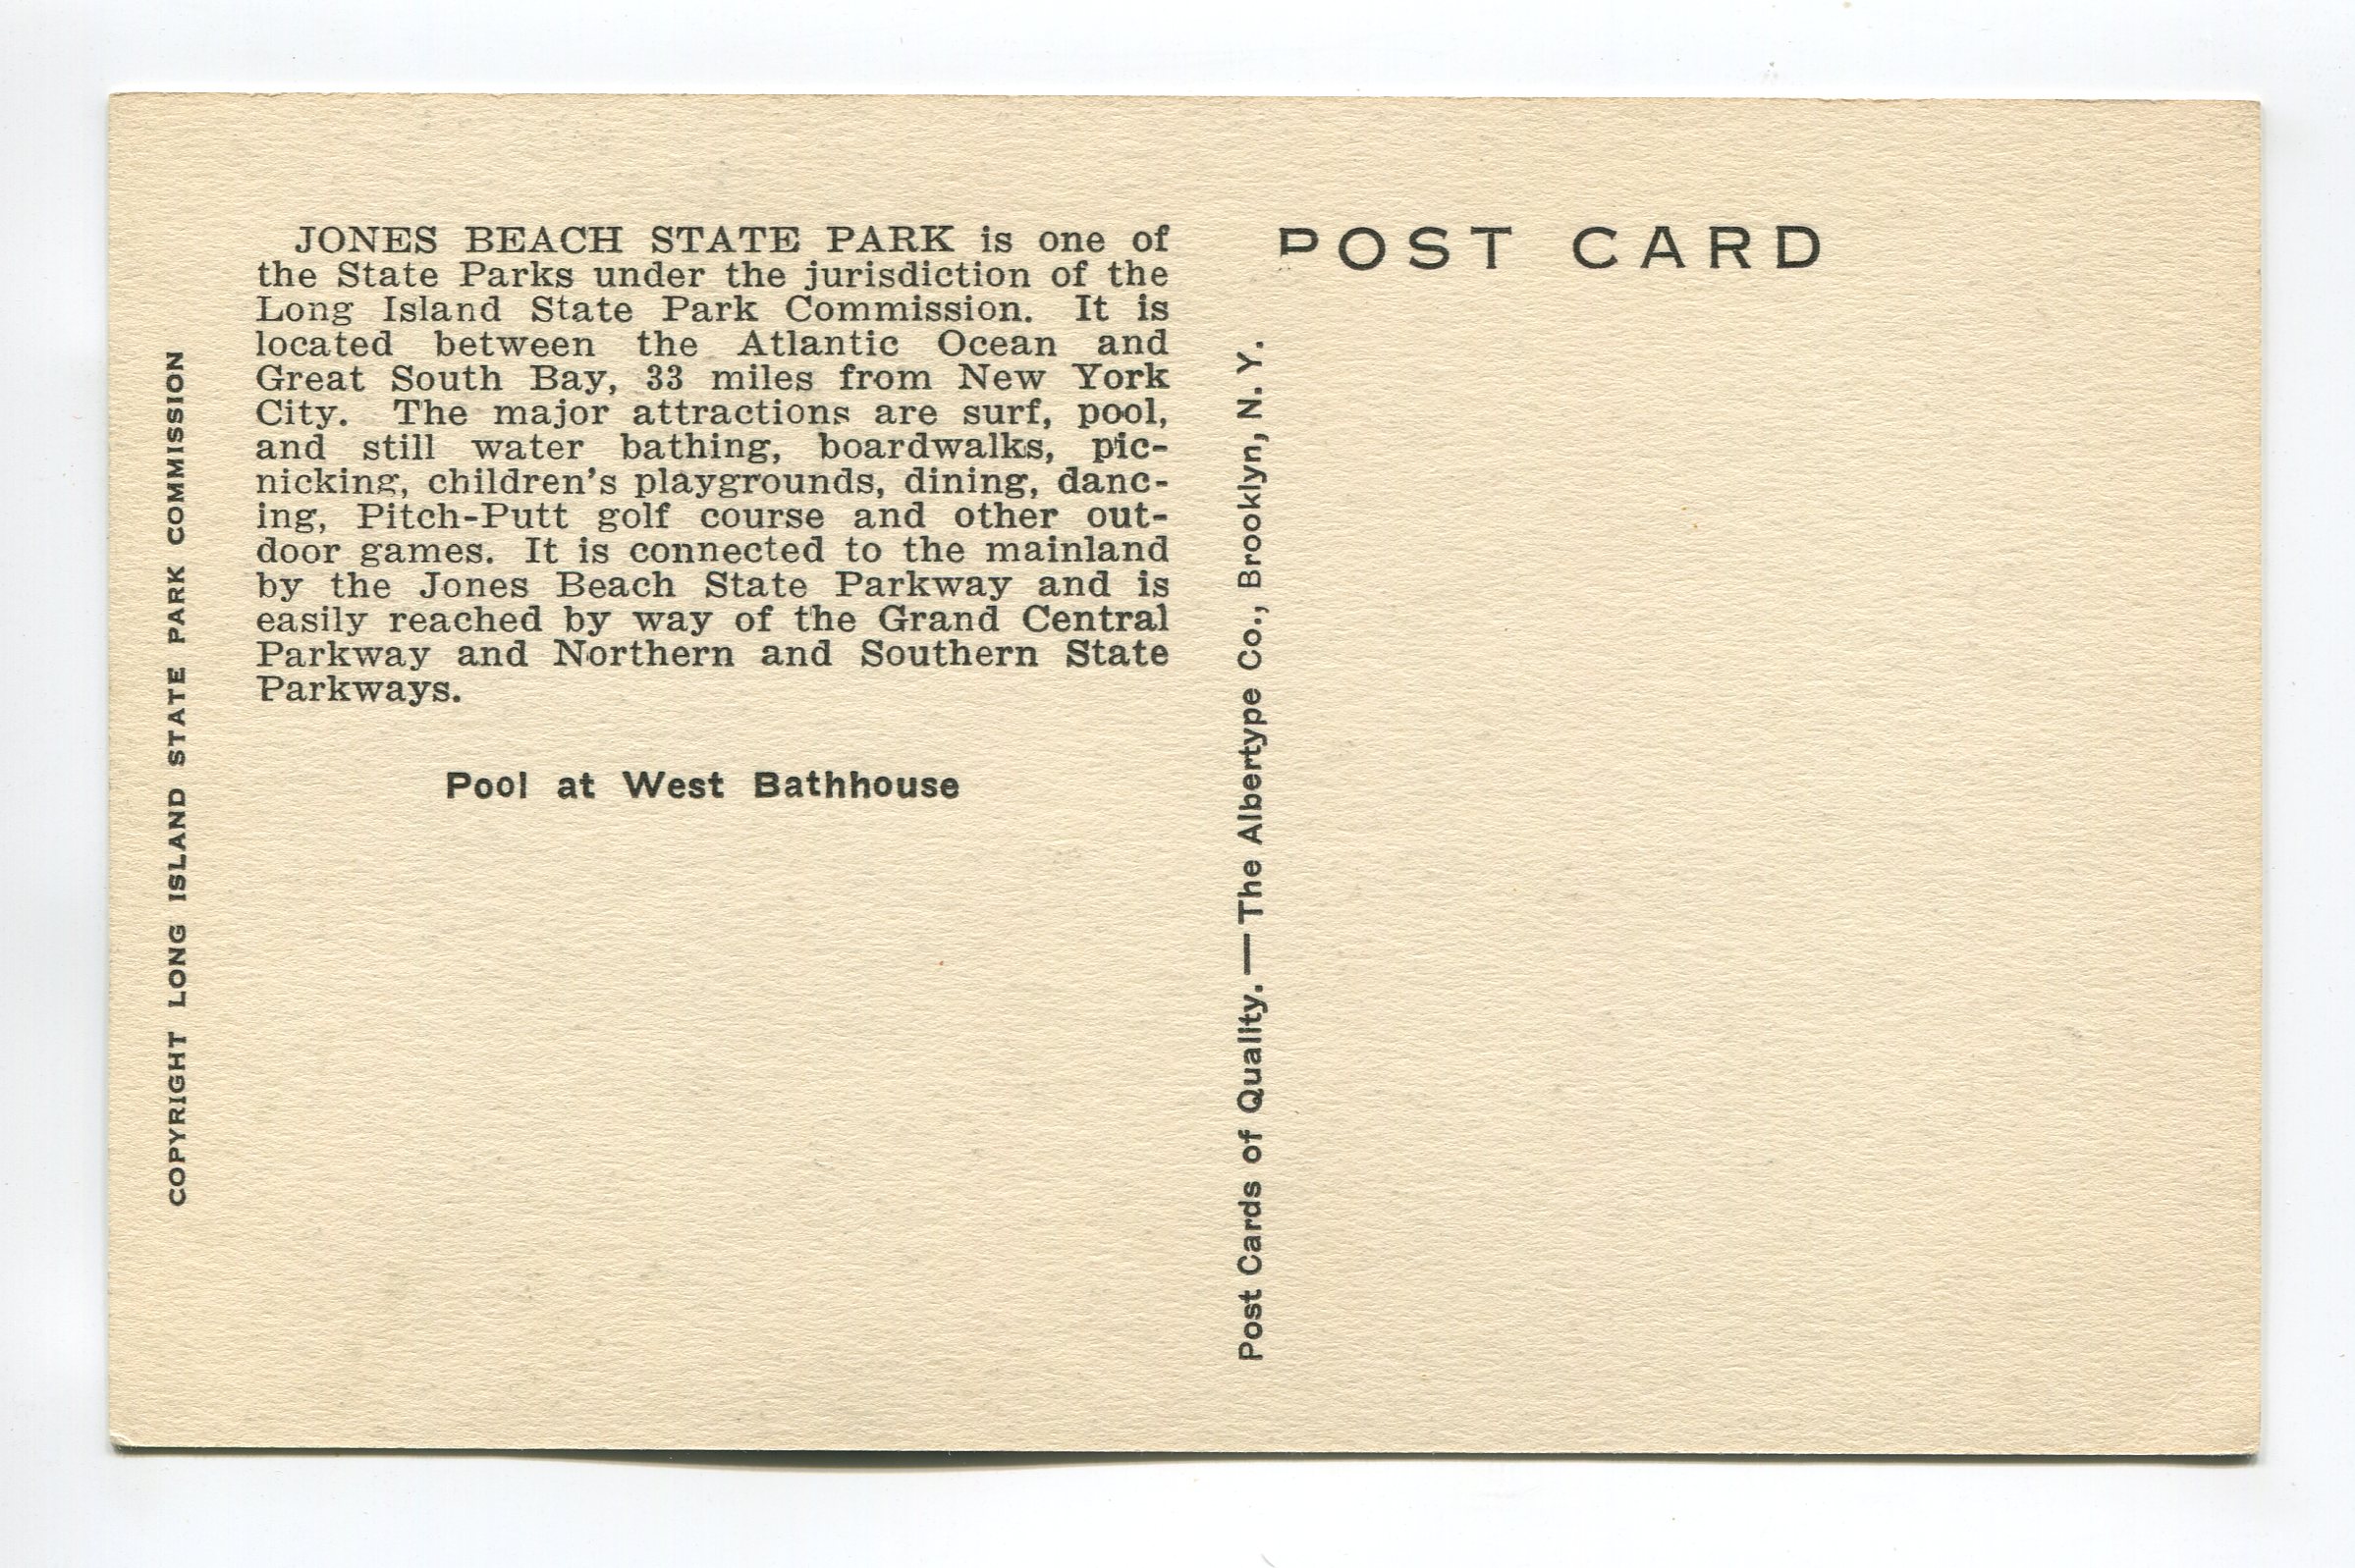 COPYRIGHT LONG ISLAND STATE PARK COMMISSION
JONES BEACH STATE PARK is one of
the State Parks under the jurisdiction of the
Long Island State Park Commission. It is
located between the Atlantic Ocean and
Great South Bay, 33 miles from New York
City. The major attractions are surf, pool,
and still water bathing, boardwalks, pic-
nicking, children's playgrounds, dining, danc-
ing, Pitch-Putt golf course and other out-
door games. It is connected to the mainland
by the Jones Beach State Parkway and is
easily reached by way of the Grand Central
Parkway and Northern and Southern State
Parkways.
Pool at West Bathhouse
Post Cards of Quality. — The Albertype Co., Brooklyn, N. Y.
POST CARD